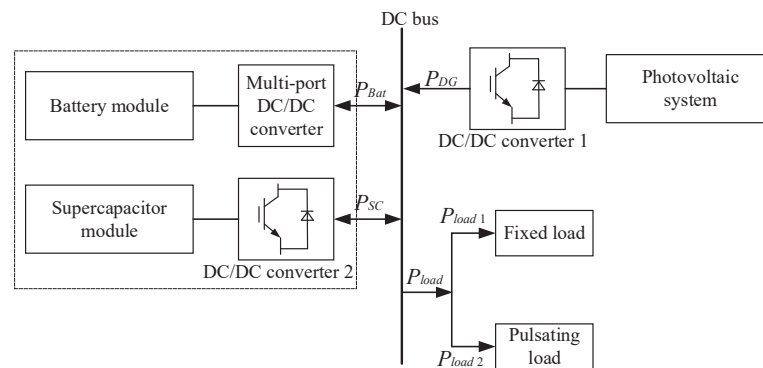 DC bus
Battery module
Multi-port
DC/DC
converter
P_Bat
P_DG
DC/DC converter 1
Photovoltaic
system
Supercapacitor
module
P_SC
DC/DC converter 2
P_load
P_load 1
Fixed load
P_load 2
Pulsating
load